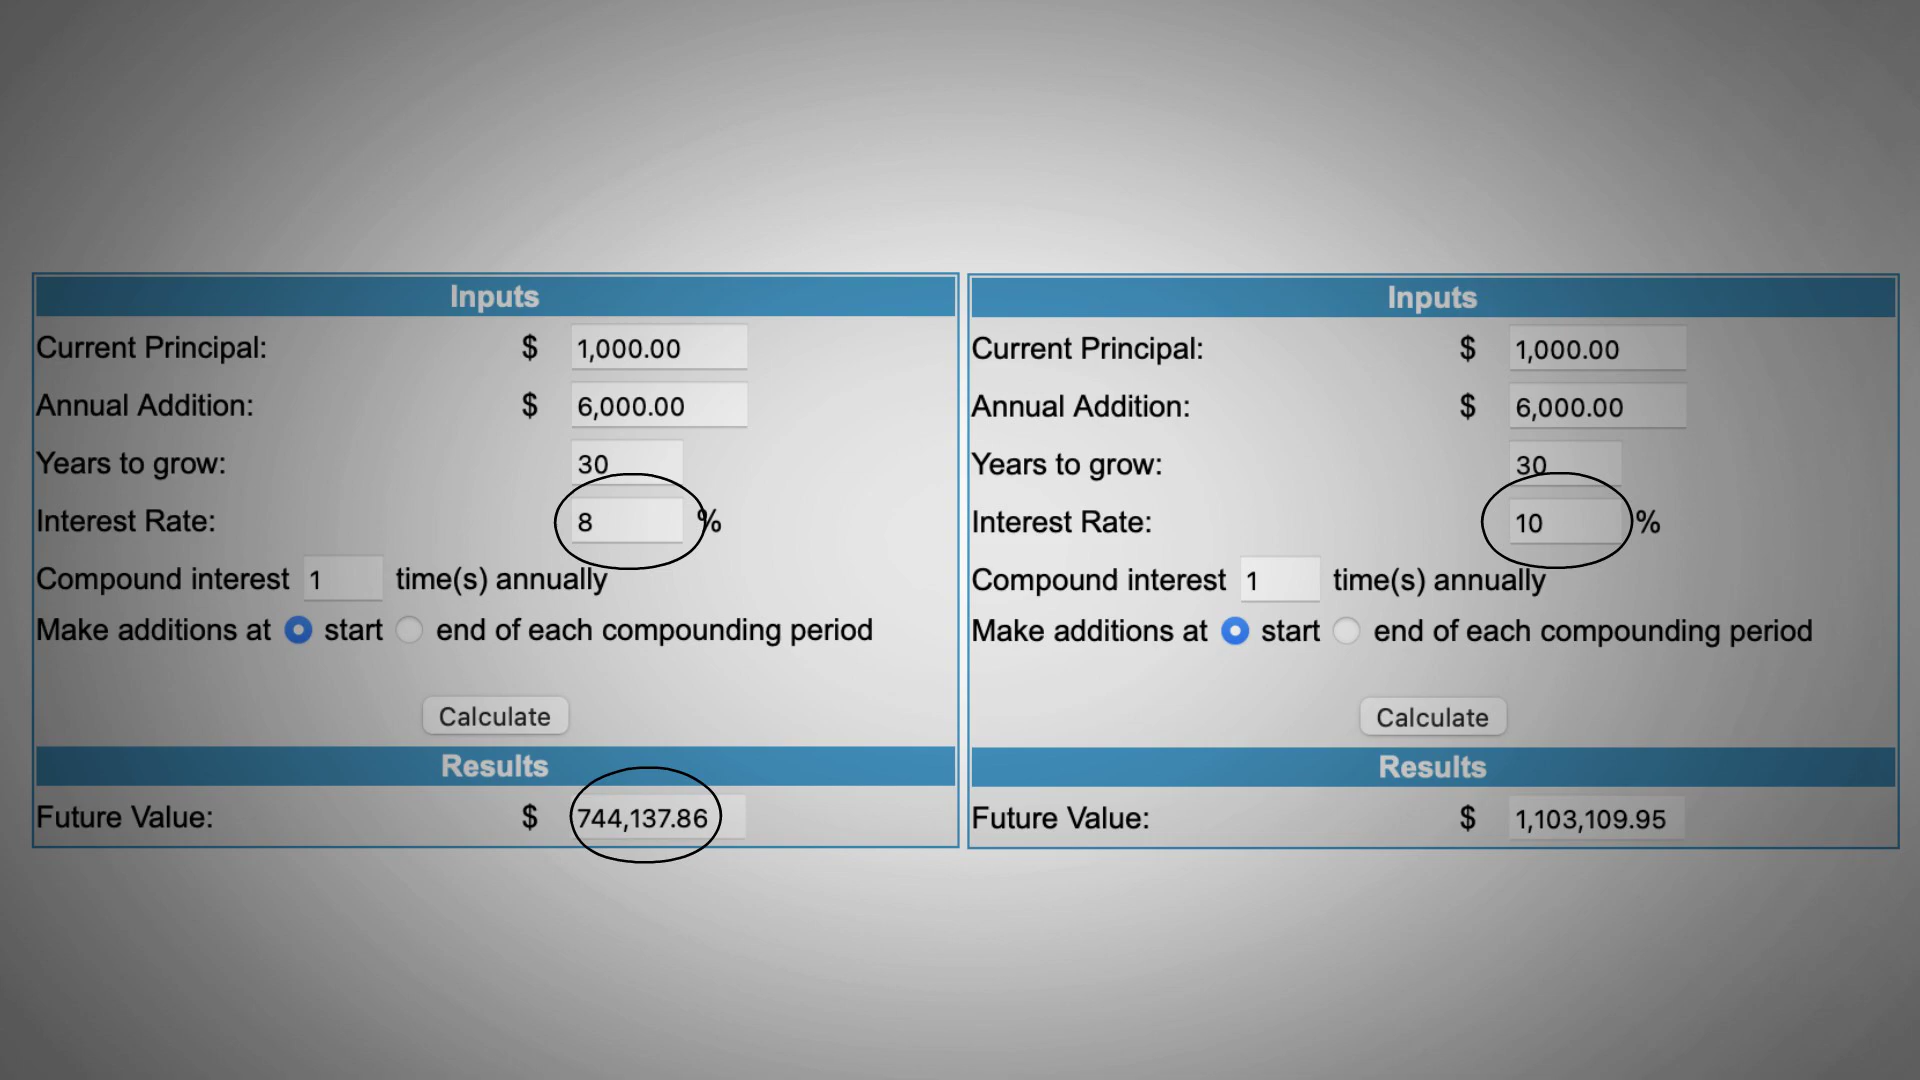 Inputs
Current Principal: $ 1,000.00
Annual Addition: $ 6,000.00
Years to grow: 30
Interest Rate: 8 %
Compound interest 1 time(s) annually
Make additions at start end of each compounding period
Calculate
Results
Future Value: $ 744,137.86
Inputs
Current Principal: $ 1,000.00
Annual Addition: $ 6,000.00
Years to grow: 30
Interest Rate: 10 %
Compound interest 1 time(s) annually
Make additions at start end of each compounding period
Calculate
Results
Future Value: $ 1,103,109.95